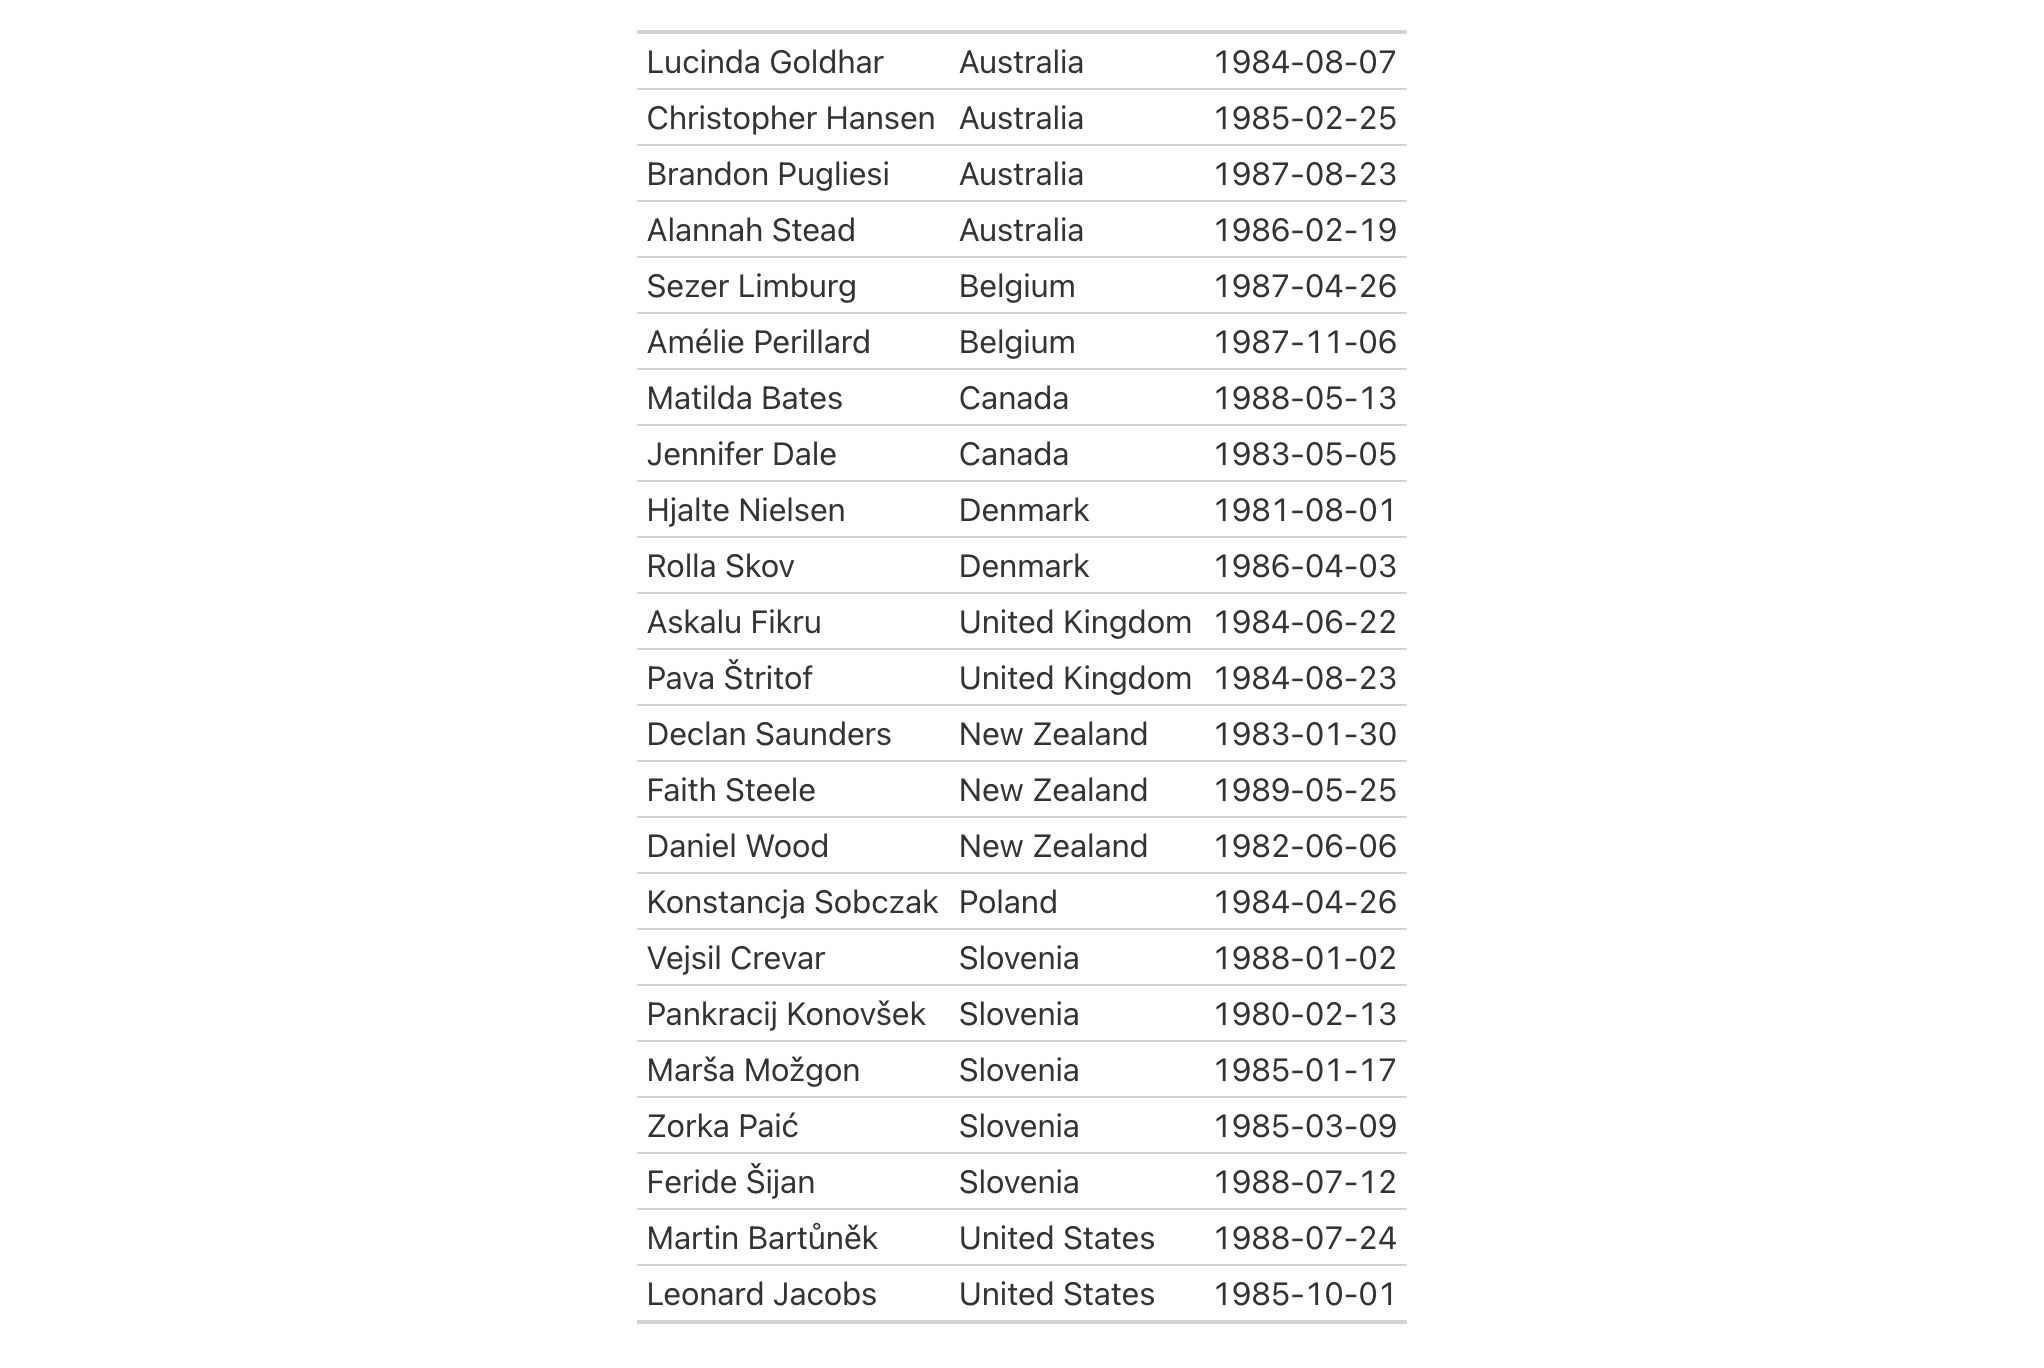 Lucinda Goldhar Australia 1984-08-07
Christopher Hansen Australia 1985-02-25
Brandon Pugliesi Australia 1987-08-23
Alannah Stead Australia 1986-02-19
Sezer Limburg Belgium 1987-04-26
Amélie Perillard Belgium 1987-11-06
Matilda Bates Canada 1988-05-13
Jennifer Dale Canada 1983-05-05
Hjalte Nielsen Denmark 1981-08-01
Rolla Skov Denmark 1986-04-03
Askalu Fikru United Kingdom 1984-06-22
Pava Štritof United Kingdom 1984-08-23
Declan Saunders New Zealand 1983-01-30
Faith Steele New Zealand 1989-05-25
Daniel Wood New Zealand 1982-06-06
Konstancja Sobczak Poland 1984-04-26
Vejsil Crevar Slovenia 1988-01-02
Pankracij Konovšek Slovenia 1980-02-13
Marša Možgon Slovenia 1985-01-17
Zorka Paić Slovenia 1985-03-09
Feride Šijan Slovenia 1988-07-12
Martin Bartůněk United States 1988-07-24
Leonard Jacobs United States 1985-10-01